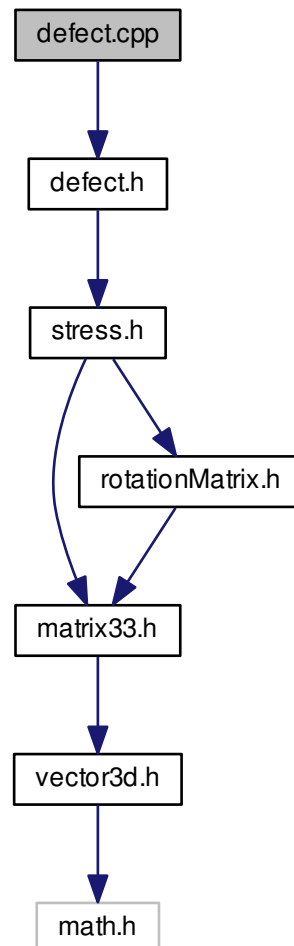 defect.cpp
defect.h
stress.h
rotationMatrix.h
matrix33.h
vector3d.h
math.h